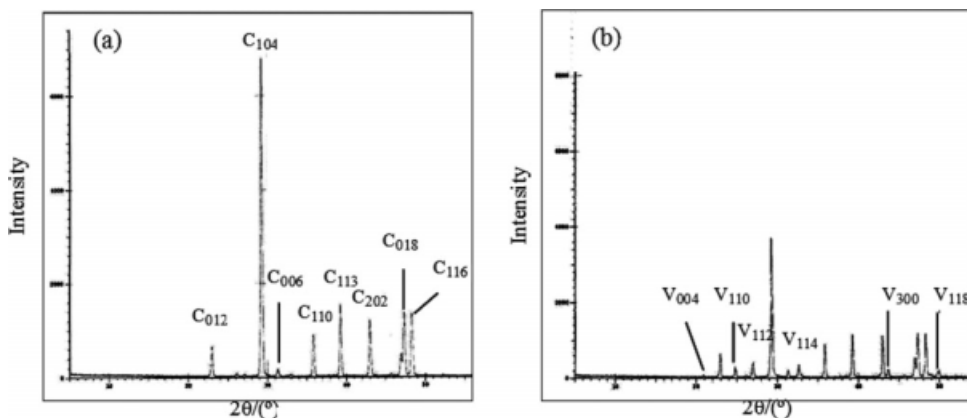 (a)
C104
C006
C012
C110
C113
C202
C018
C116
Intensity
2θ/(º)
(b)
V004
V110
V112
V114
V300
V118
Intensity
2θ/(º)